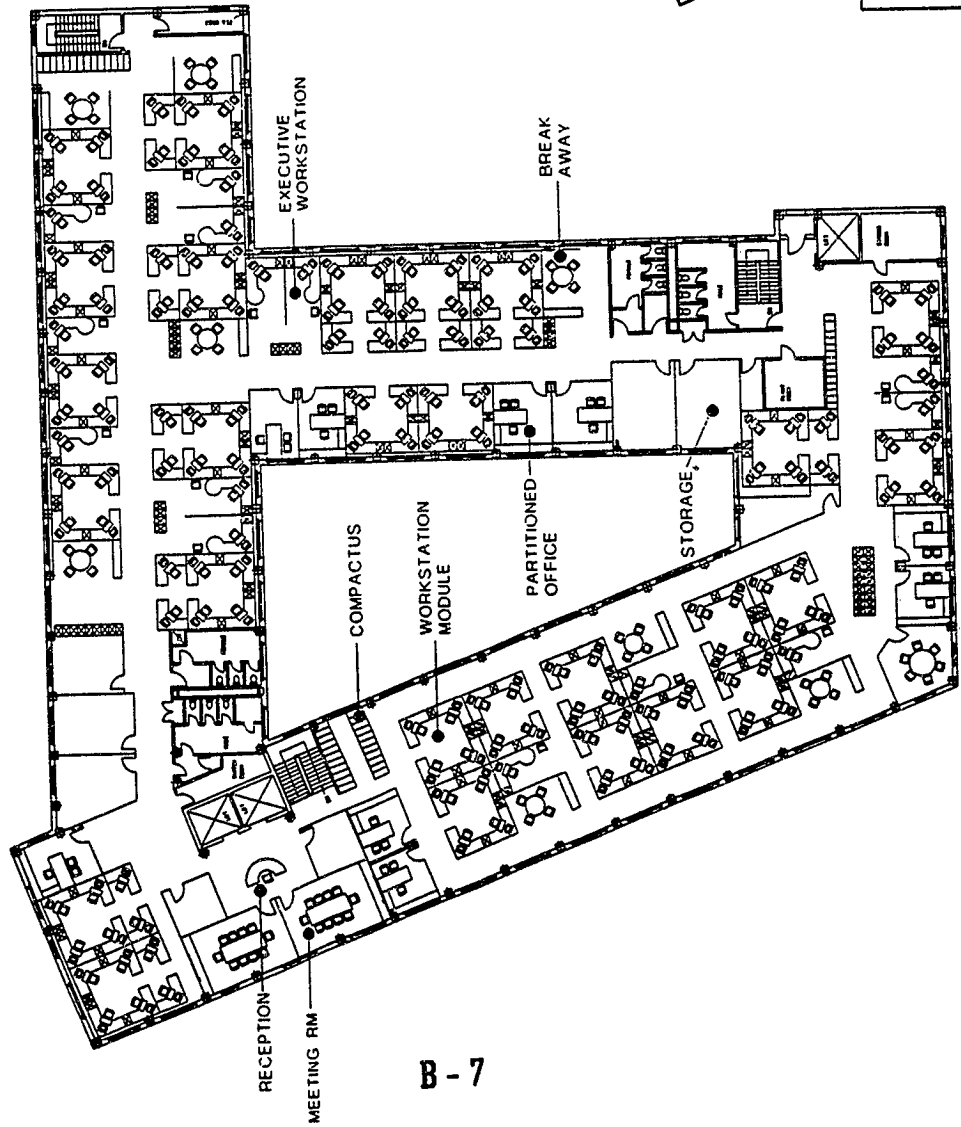 EXECUTIVE
WORKSTATION
BREAK
AWAY
COMPACTUS
WORKSTATION
MODULE
PARTITIONED
OFFICE
STORAGE
RECEPTION
MEETING RM
B-7